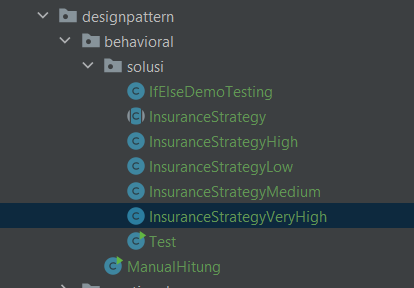 designpattern
behavioral
solusi
IfElseDemoTesting
InsuranceStrategy
InsuranceStrategyHigh
InsuranceStrategyLow
InsuranceStrategyMedium
InsuranceStrategyVeryHigh
Test
ManualHitung